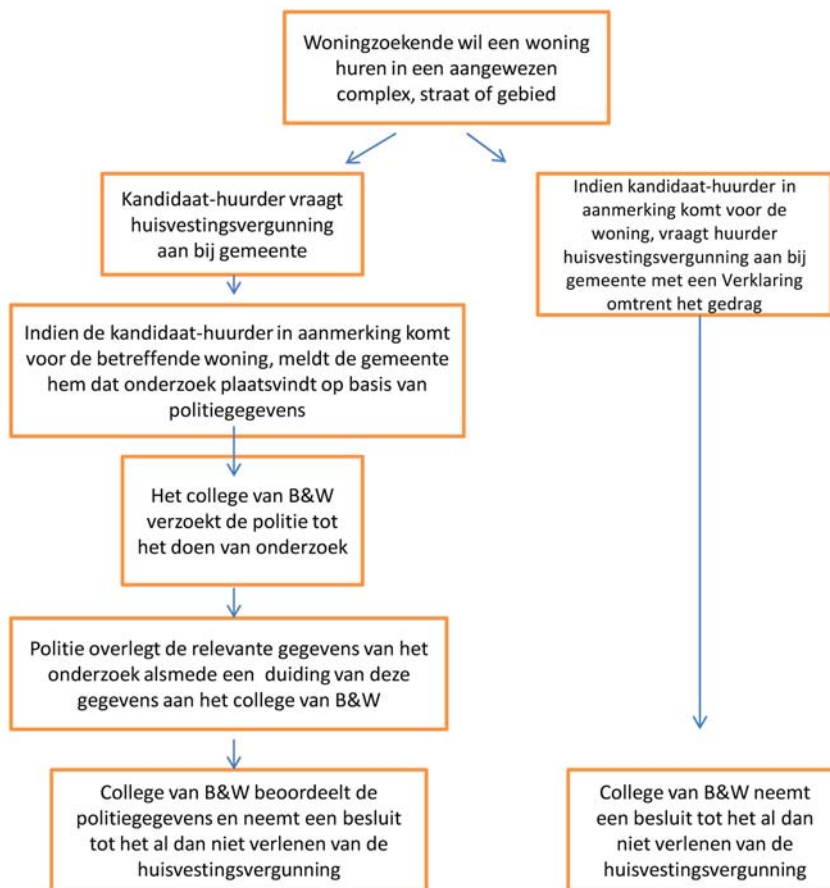 Woningzoekende wil een woning
huren in een aangewezen
complex, straat of gebied
Kandidaat-huurder vraagt
huisvestingsvergunning
aan bij gemeente
Indien de kandidaat-huurder in aanmerking komt
voor de betreffende woning, meldt de gemeente
hem dat onderzoek plaatsvindt op basis van
politiegegevens
Het college van B&W
verzoekt de politie tot
het doen van onderzoek
Politie overlegt de relevante gegevens van het
onderzoek alsmede een duiding van deze
gegevens aan het college van B&W
College van B&W beoordeelt de
politiegegevens en neemt een besluit
tot het al dan niet verlenen van de
huisvestingsvergunning
Indien kandidaat-huurder in
aanmerking komt voor de
woning, vraagt huurder
huisvestingsvergunning aan bij
gemeente met een Verklaring
omtrent het gedrag
College van B&W neemt
een besluit tot het al dan
niet verlenen van de
huisvestingsvergunning